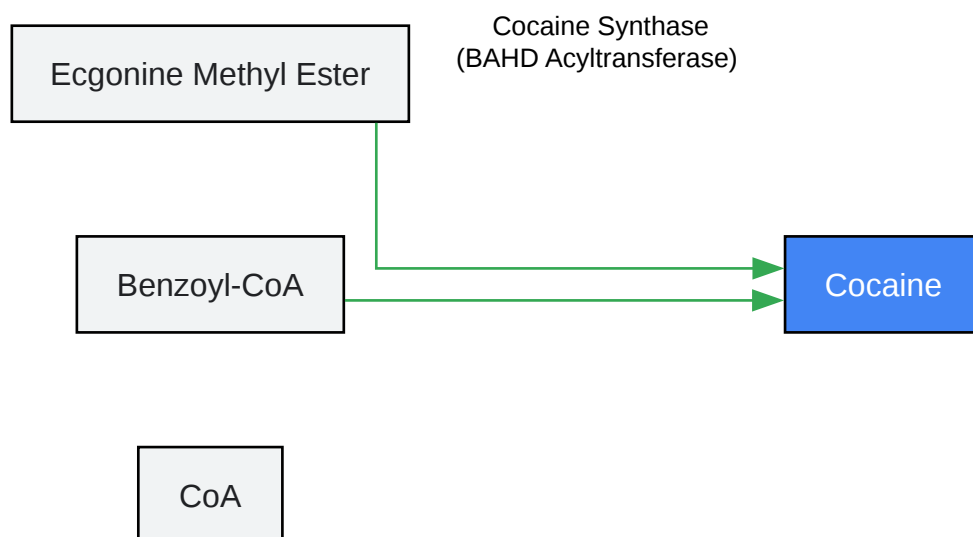 Cocaine Synthase
(BAHD Acyltransferase)
Ecgonine Methyl Ester
Benzoyl-CoA
Cocaine
CoA